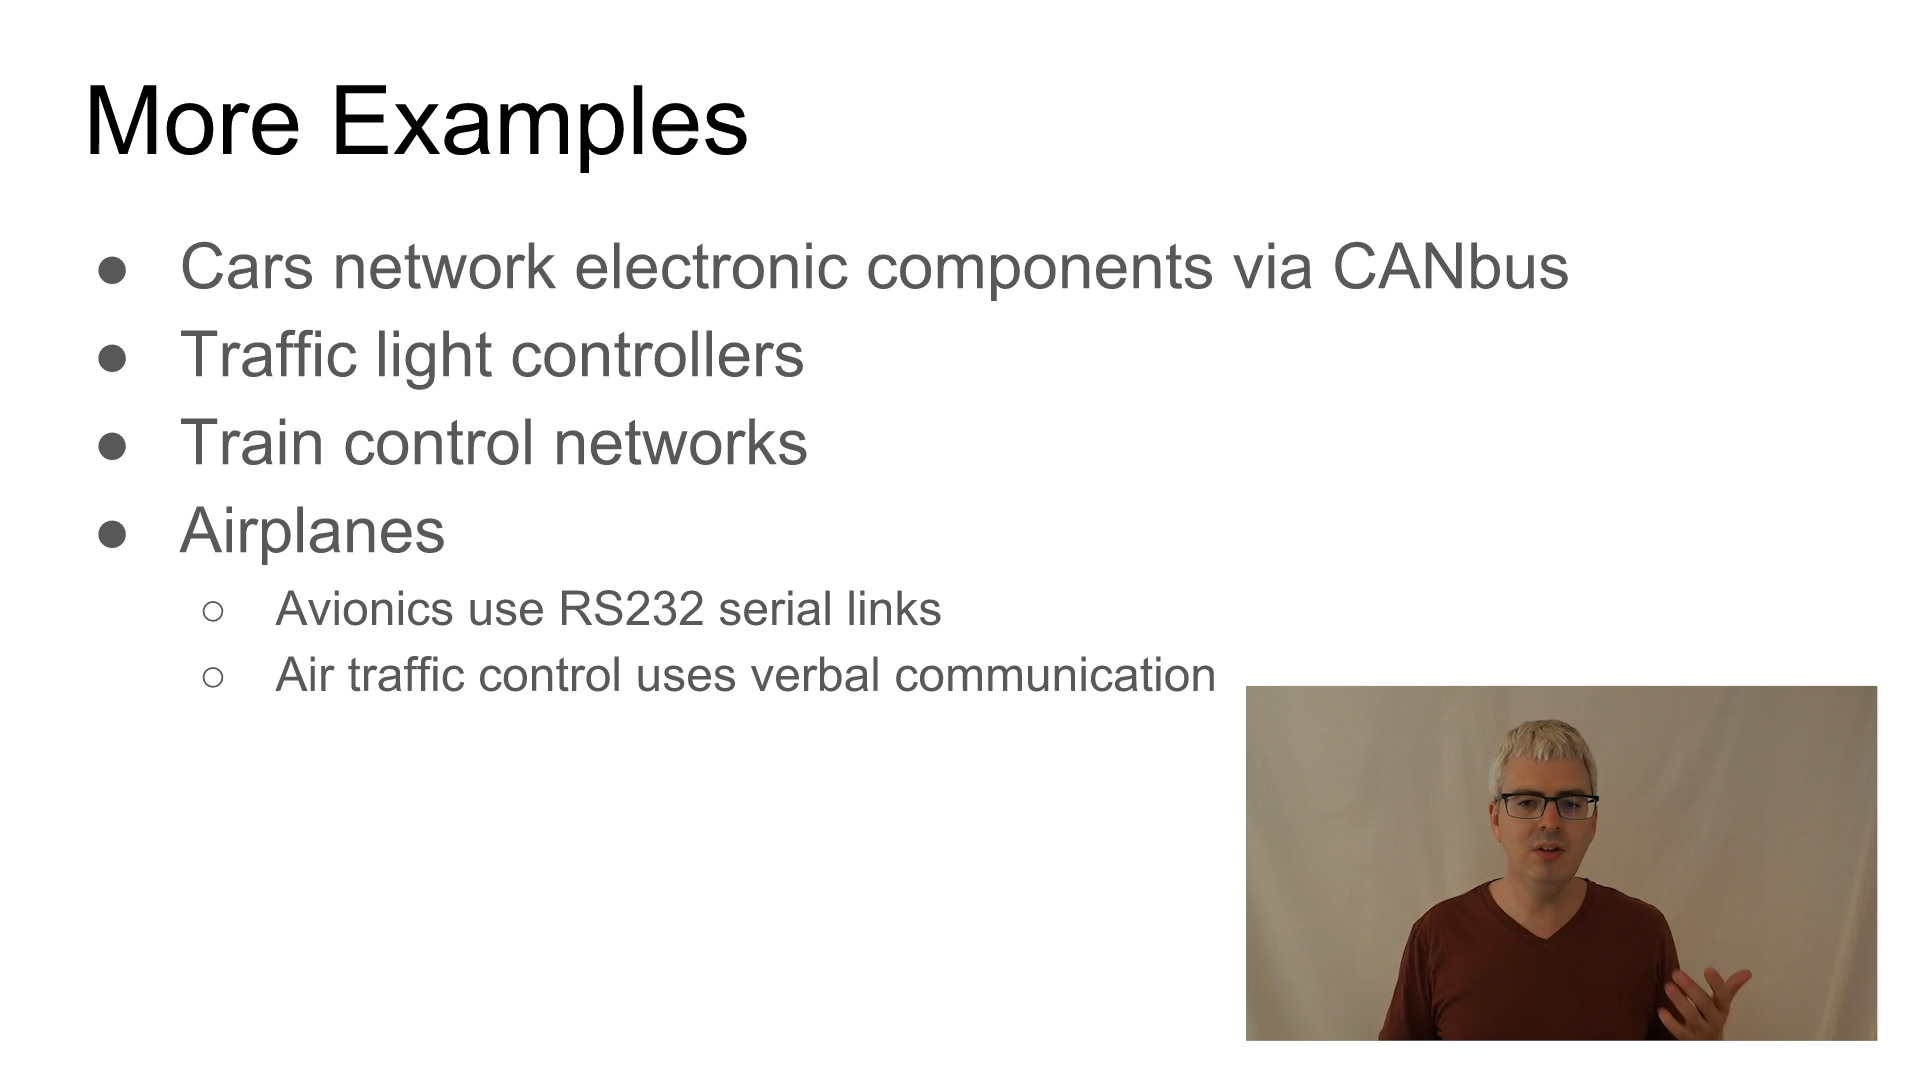 More Examples
● Cars network electronic components via CANbus
● Traffic light controllers
● Train control networks
● Airplanes
○ Avionics use RS232 serial links
○ Air traffic control uses verbal communication